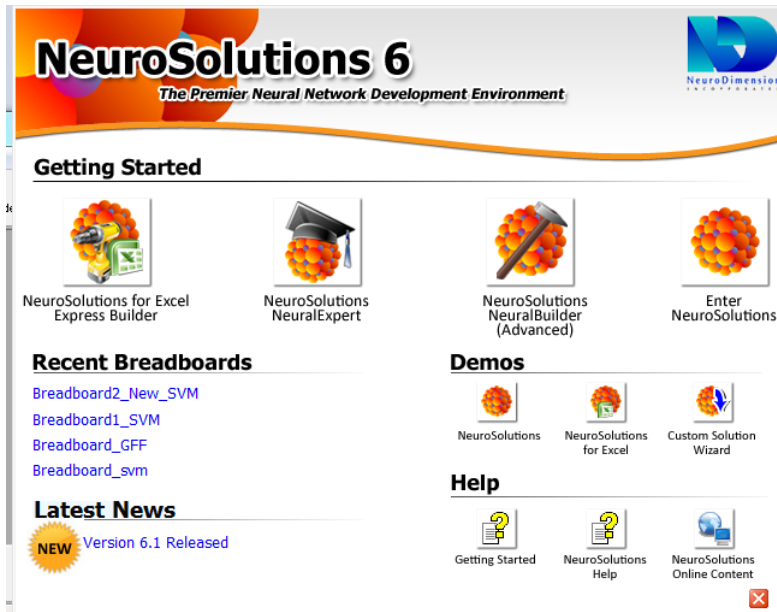 NeuroSolutions 6
The Premier Neural Network Development Environment
NeuroDimension
INCORPORATED
Getting Started
NeuroSolutions for Excel
Express Builder
NeuroSolutions
NeuralExpert
NeuroSolutions
NeuralBuilder
(Advanced)
Enter
NeuroSolutions
Recent Breadboards
Breadboard2_New_SVM
Breadboard1_SVM
Breadboard_GFF
Breadboard_svm
Demos
NeuroSolutions
NeuroSolutions
for Excel
Custom Solution
Wizard
Latest News
NEW
Version 6.1 Released
Help
Getting Started
NeuroSolutions
Help
NeuroSolutions
Online Content